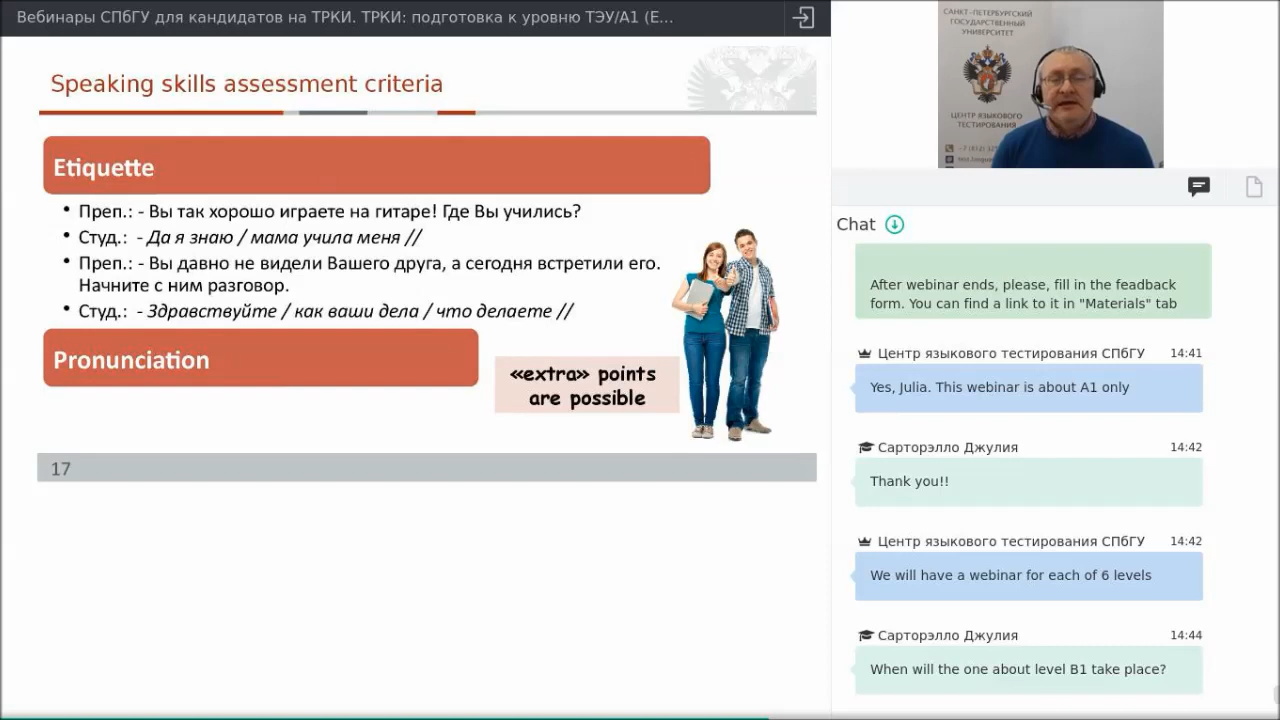 Вебинары СПбГУ для кандидатов на ТРКИ. ТРКИ: подготовка к уровню ТЭУ/А1 (Е...
Speaking skills assessment criteria
Etiquette
• Преп.: - Вы так хорошо играете на гитаре! Где Вы учились?
• Студ.: - Да я знаю / мама учила меня //
• Преп.: - Вы давно не видели Вашего друга, а сегодня встретили его.
Начните с ним разговор.
• Студ.: - Здравствуйте / как ваши дела / что делаете //
Pronunciation
«extra» points
are possible
17
САНКТ-ПЕТЕРБУРГСКИЙ
ГОСУДАРСТВЕННЫЙ
УНИВЕРСИТЕТ
ЦЕНТР ЯЗЫКОВОГО
ТЕСТИРОВАНИЯ
Chat
After webinar ends, please, fill in the feadback
form. You can find a link to it in "Materials" tab
Центр языкового тестирования СПбГУ 14:41
Yes, Julia. This webinar is about A1 only
Сарторэлло Джулия 14:42
Thank you!!
Центр языкового тестирования СПбГУ 14:42
We will have a webinar for each of 6 levels
Сарторэлло Джулия 14:44
When will the one about level B1 take place?